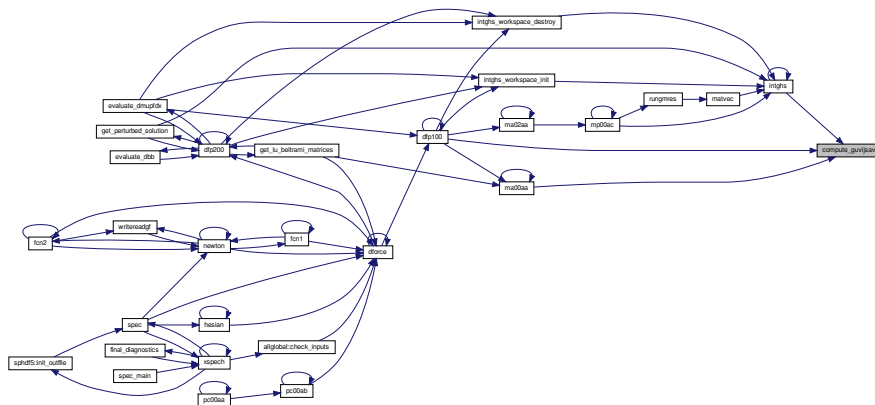 intghs_workspace_destroy
intghs_workspace_init
intghs
evaluate_dmupfdx
rungmres
matvec
get_perturbed_solution
ma02aa
mp00ac
dfp100
evaluate_dbb
dfp200
get_lu_beltrami_matrices
compute_guvijsave
ma00aa
writereadgf
fcn2
newton
fcn1
dforce
spec
hesian
sphdf5::init_outfile
final_diagnostics
xspech
allglobal::check_inputs
spec_main
pc00aa
pc00ab